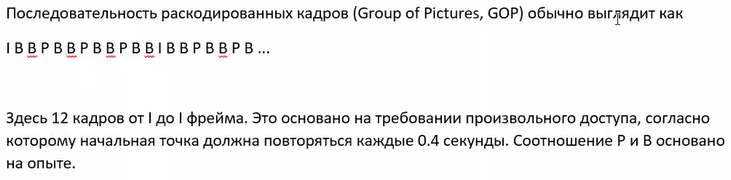 Последовательность раскодированных кадров (Group of Pictures, GOP) обычно выглядит как
I B B P B B P B B P B B I B B P B B P B ...
Здесь 12 кадров от I до I фрейма. Это основано на требовании произвольного доступа, согласно
которому начальная точка должна повторяться каждые 0.4 секунды. Соотношение P и B основано
на опыте.